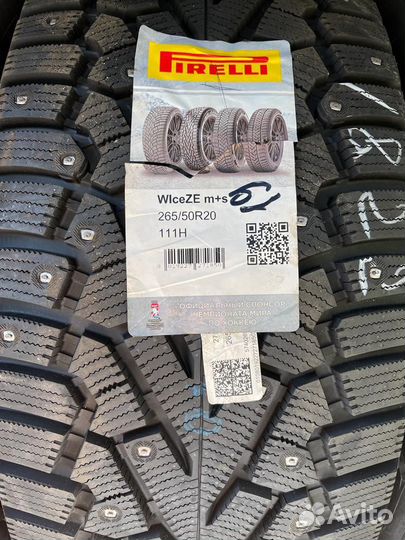 PIRELLI
WIceZE m+s
265/50R20
111H
ОФИЦИАЛЬНЫЙ СПОНСОР
ЧЕМПИОНАТА МИРА
ПО ХОККЕЮ
Avito